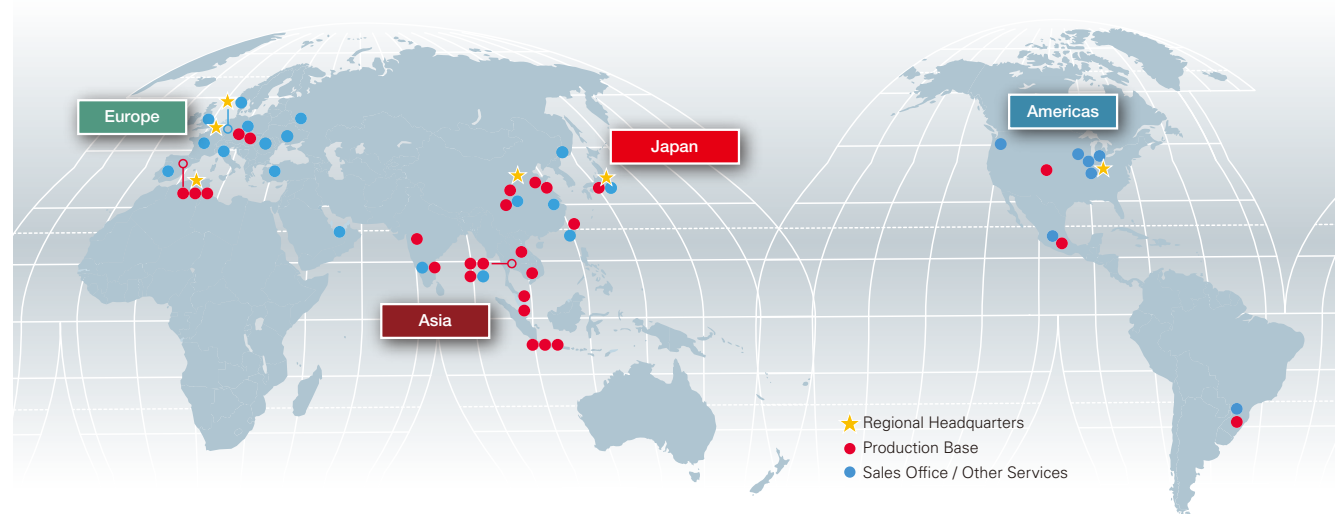 Europe
Japan
Americas
Asia
Regional Headquarters
Production Base
Sales Office / Other Services